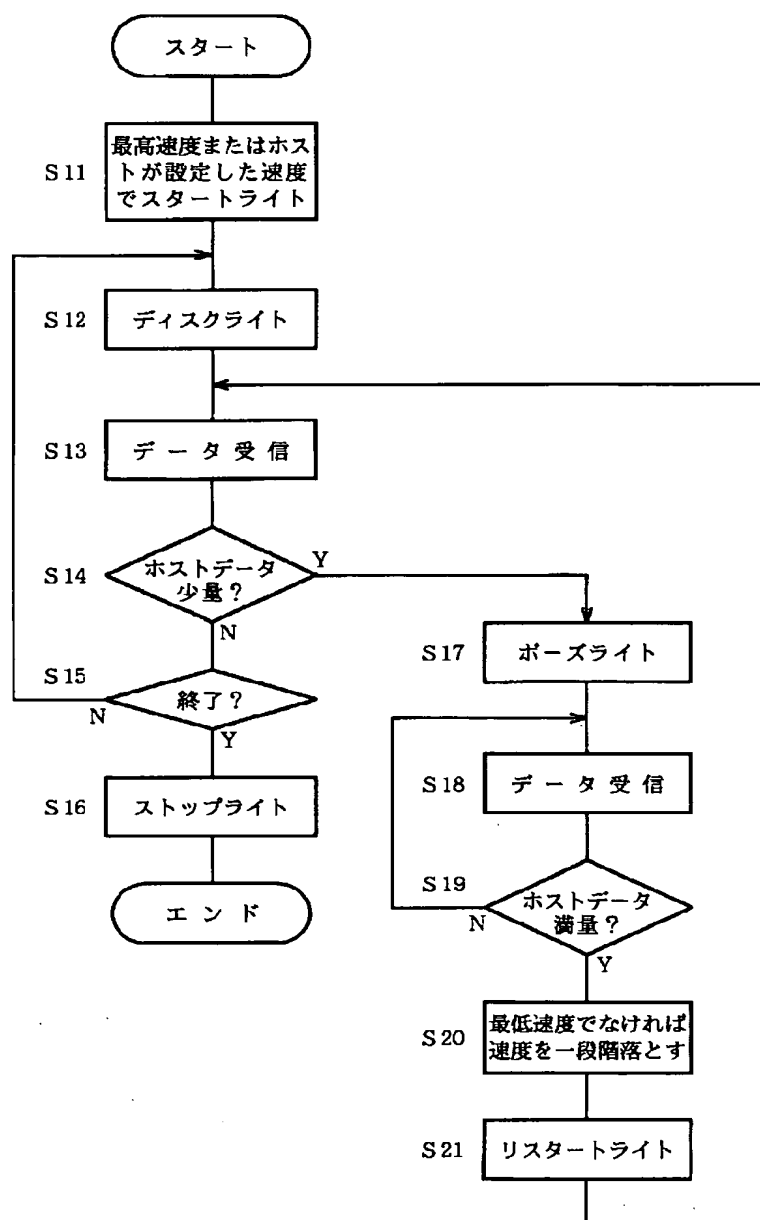 スタート
S11
最高速度またはホス
トが設定した速度
でスタートライト
S12
ディスクライト
S13
データ受信
S14
ホストデータ
少量？
Y
N
S15
終了？
N
Y
S16
ストップライト
エンド
S17
ポーズライト
S18
データ受信
S19
ホストデータ
満量？
N
Y
S20
最低速度でなければ
速度を一段階落とす
S21
リスタートライト